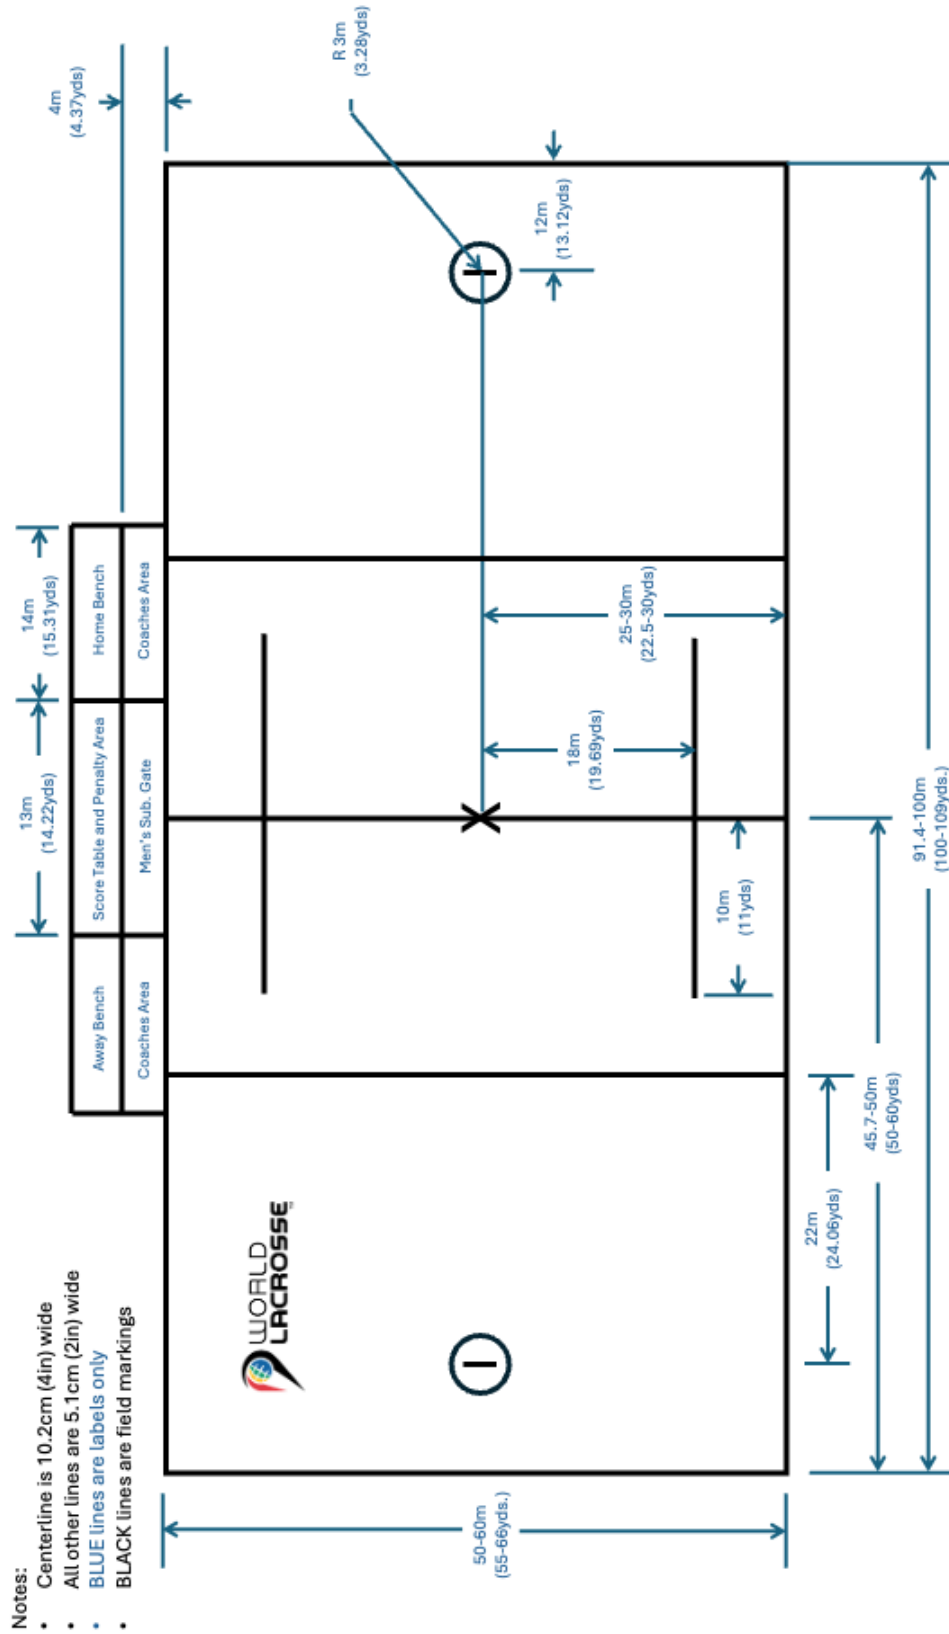 Notes:
• Centerline is 10.2cm (4in) wide
• All other lines are 5.1cm (2in) wide
• BLUE lines are labels only
• BLACK lines are field markings
13m
(14.22yds)
14m
(15.31yds)
4m
(4.37yds)
Away Bench
Score Table and Penalty Area
Home Bench
Coaches Area
Men's Sub. Gate
Coaches Area
R 3m
(3.28yds)
WORLD
LACROSSE
12m
(13.12yds)
50-60m
(55-66yds.)
18m
(19.69yds)
25-30m
(22.5-30yds)
10m
(11yds)
22m
(24.06yds)
45.7-50m
(50-60yds)
91.4-100m
(100-109yds.)